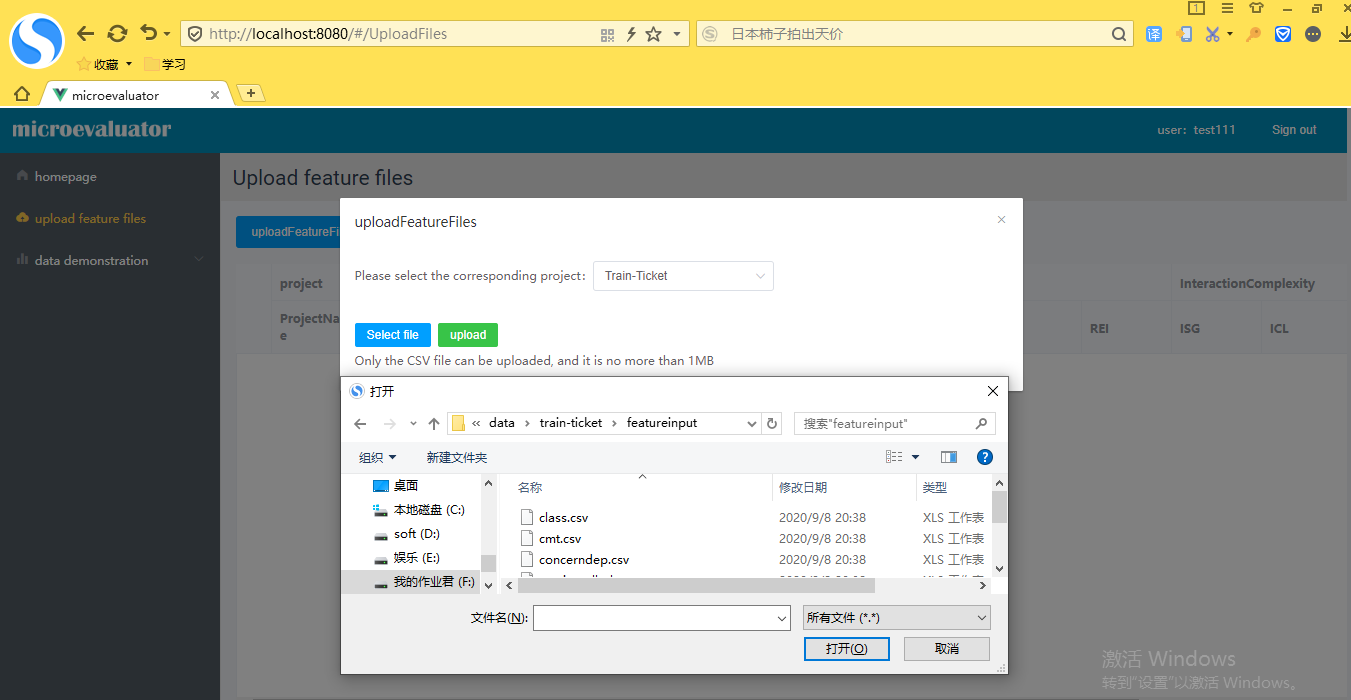 1
http://localhost:8080/#/UploadFiles
日本柿子拍出天价
译
收藏
学习
microevaluator
microevaluator
user: test111
Sign out
homepage
Upload feature files
upload feature files
uploadFeatureFi
uploadFeatureFiles
data demonstration
Please select the corresponding project:
Train-Ticket
project
InteractionComplexity
ProjectNa
e
REI
ISG
ICL
Select file
upload
Only the CSV file can be uploaded, and it is no more than 1MB
打开
« data › train-ticket › featureinput
搜索"featureinput"
组织
新建文件夹
桌面
本地磁盘 (C:)
soft (D:)
娱乐 (E:)
我的作业君 (F:)
名称
修改日期
类型
class.csv
2020/9/8 20:38
XLS 工作表
cmt.csv
2020/9/8 20:38
XLS 工作表
concerndep.csv
2020/9/8 20:38
XLS 工作表
文件名(N):
所有文件 (*.*)
打开(O)
取消
激活 Windows
转到"设置"以激活 Windows。